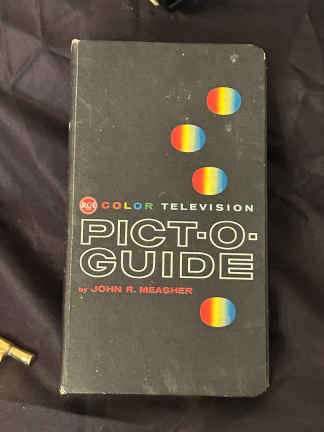 RCA COLOR TELEVISION
PICT-O-
GUIDE
by JOHN R. MEAGHER